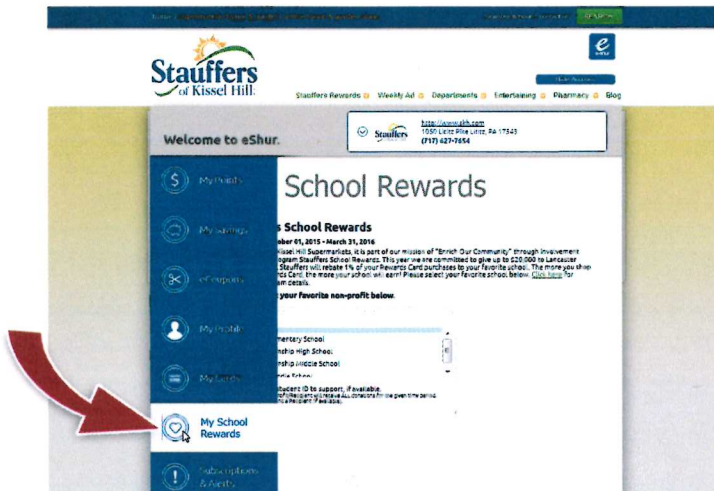 SEARCH
Stauffers
of Kissel Hill
Stauffers Rewards Weekly Ad Departments Entertaining Pharmacy Blog
Welcome to eShur.
Stauffers
http://www.skh.com
1050 Lititz Pike Lititz, PA 17543
(717) 627-7654
My Points
School Rewards
My Savings
s School Rewards
ober 01, 2015 - March 31, 2016
Kissel Hill Supermarkets, it is part of our mission of "Enrich Our Community" through involvement
ogram Stauffers School Rewards. This year we are committed to give up to $20,000 to Lancaster
Stauffers will rebate 1% of your Rewards Card purchases to your favorite school. The more you shop
rds Card, the more your school will earn! Please select your favorite school below. Click here for
am details.
eCoupons
your favorite non-profit below.
My Profile
mentary School
nship High School
nship Middle School
ddle School
My
student ID to support, if available.
My School
Rewards
Subscriptions
& Alerts